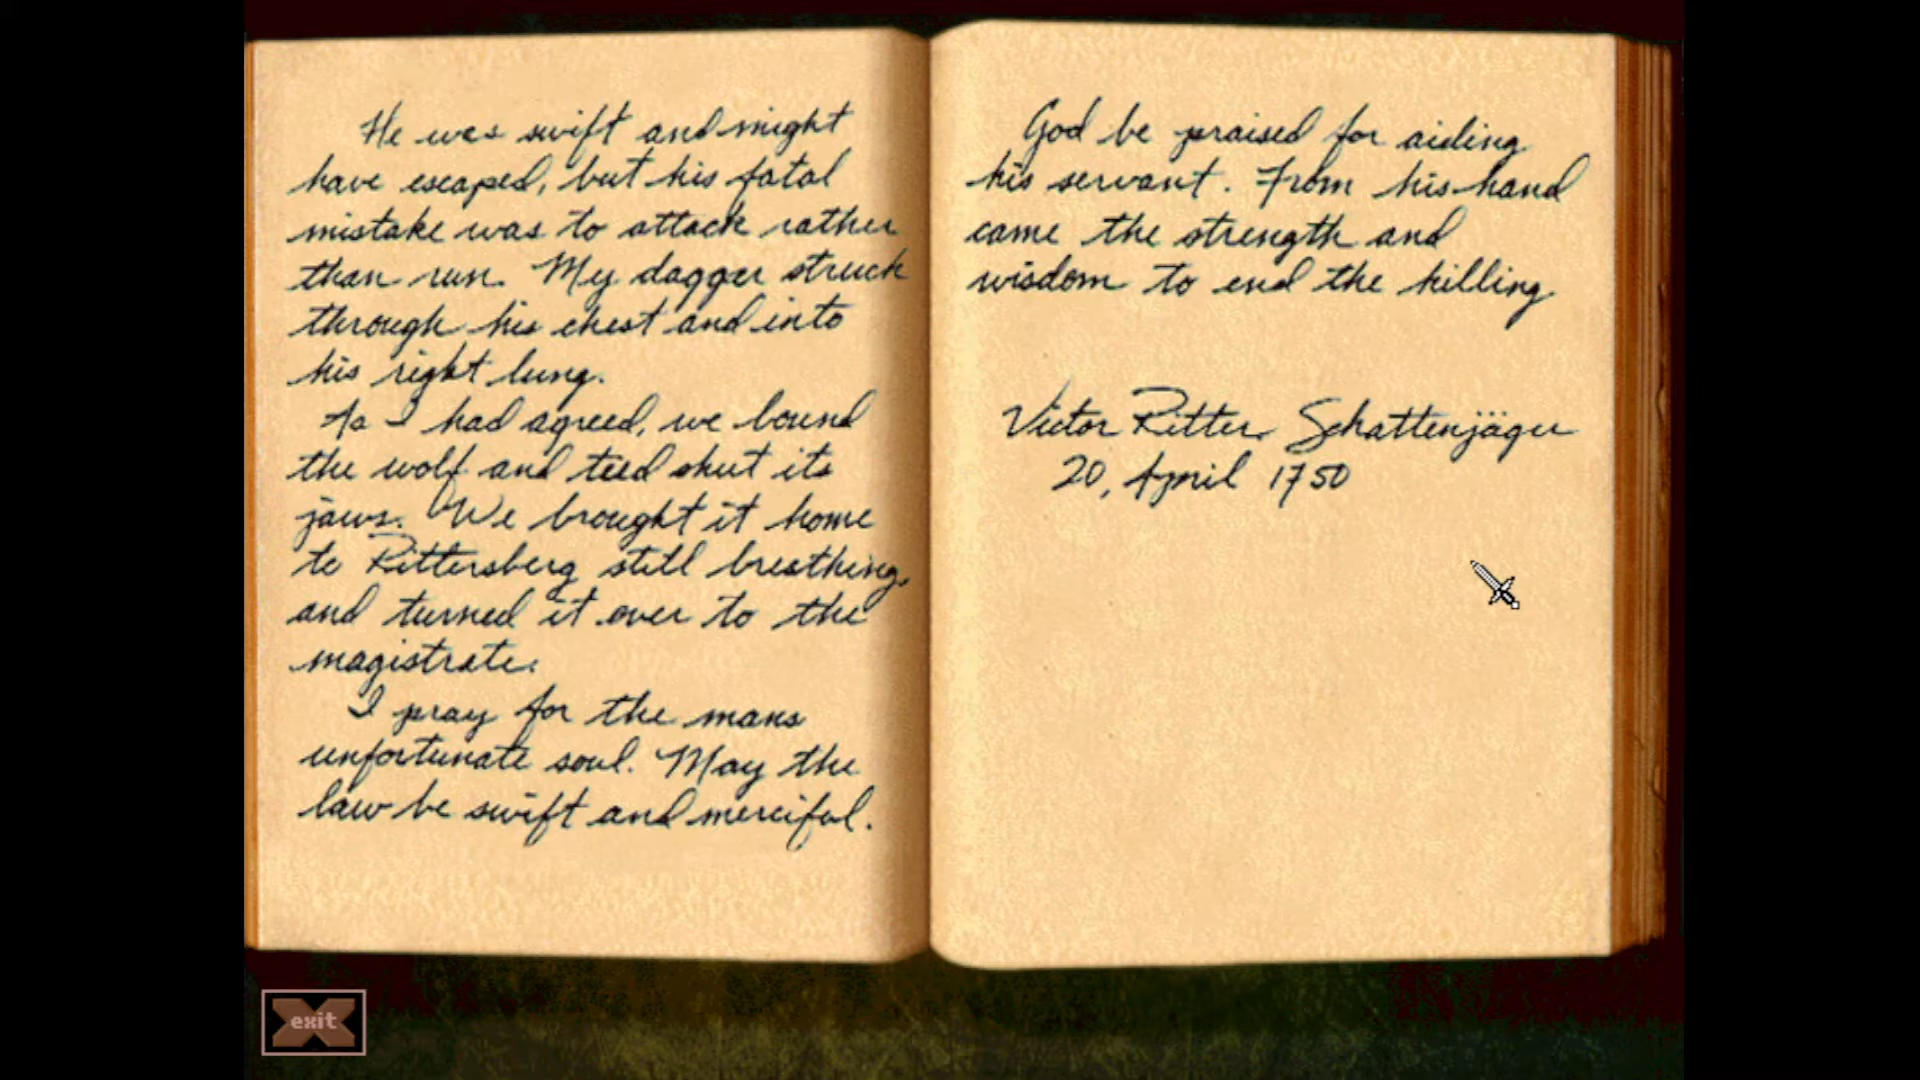 He was swift and might
have escaped, but his fatal
mistake was to attack rather
than run. My dagger struck
through his chest and into
his right lung.
As I had agreed, we bound
the wolf and tied shut its
jaws. We brought it home
to Rittersberg still breathing,
and turned it over to the
magistrate.
I pray for the mans
unfortunate soul. May the
law be swift and merciful.
God be praised for aiding
his servant. From his hand
came the strength and
wisdom to end the killing
Victor Ritter, Schattenjäger
20, April 1750
exit